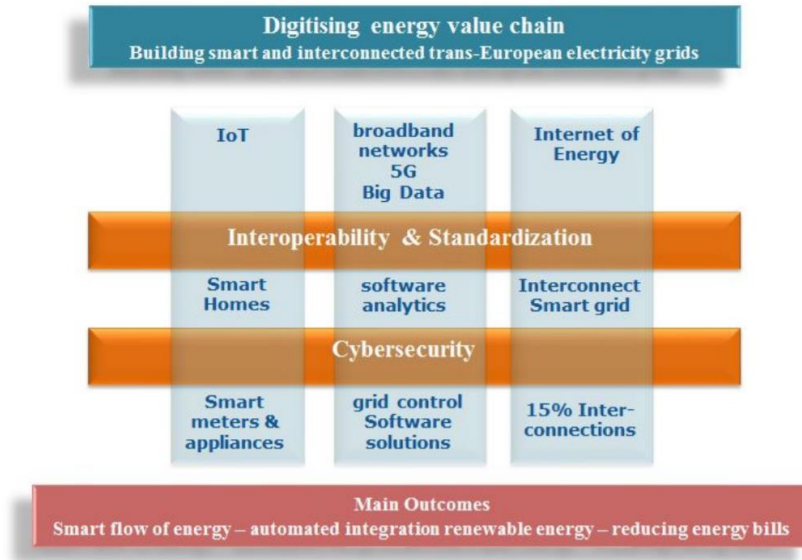 Digitising energy value chain
Building smart and interconnected trans-European electricity grids
IoT
broadband
networks
5G
Big Data
Internet of
Energy
Interoperability & Standardization
Smart
Homes
software
analytics
Interconnect
Smart grid
Cybersecurity
Smart
meters &
appliances
grid control
Software
solutions
15% Inter-
connections
Main Outcomes
Smart flow of energy – automated integration renewable energy – reducing energy bills